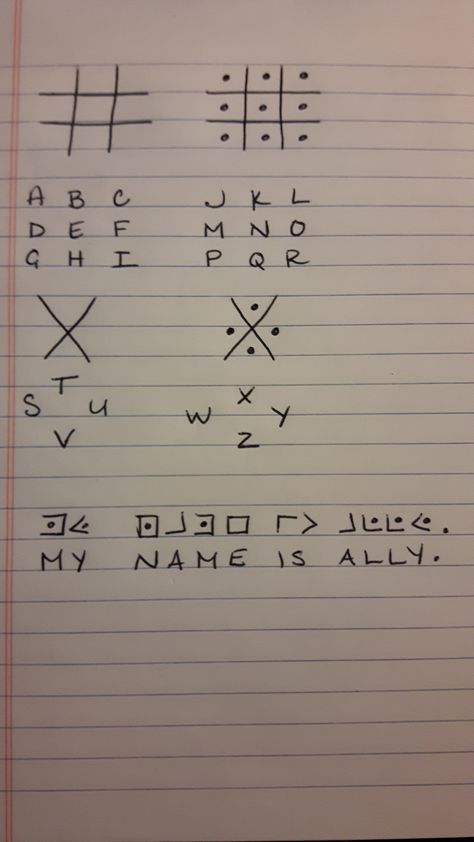 A B C J K L
D E F M N O
G H I P Q R
T X
S U W Y
V Z
MY NAME IS ALLY.